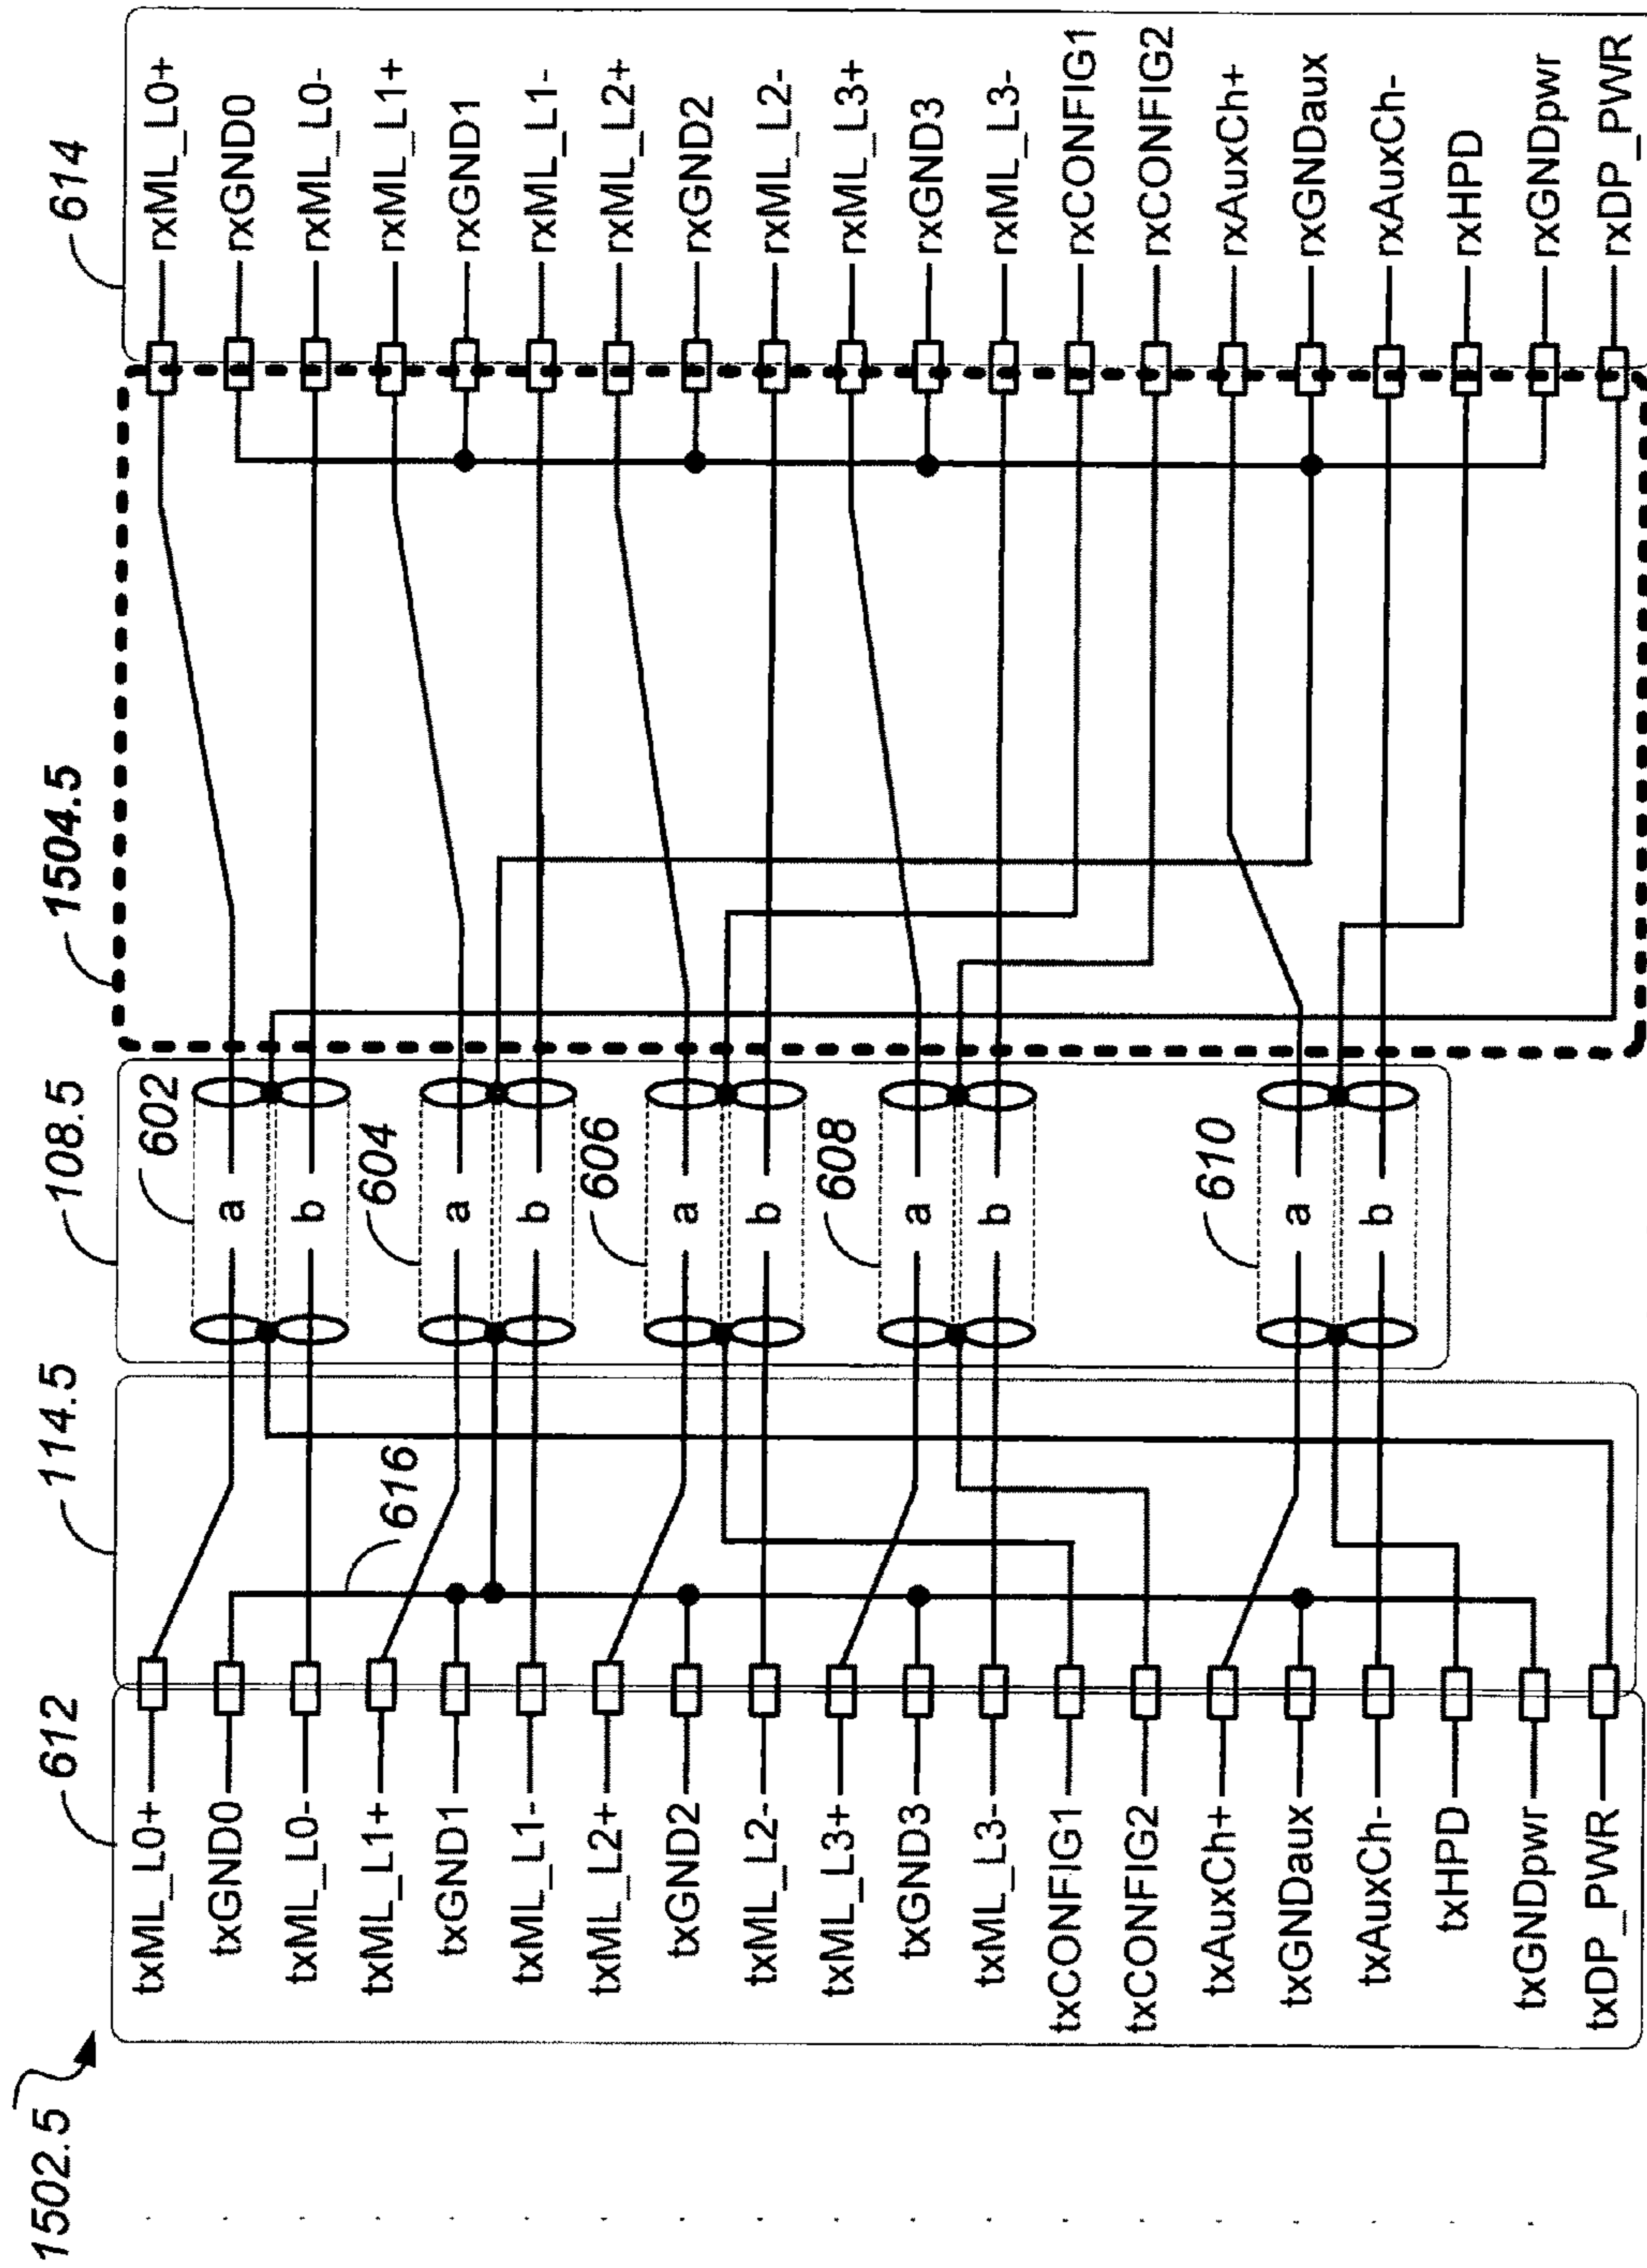 1502.5
612
114.5
108.5
1504.5
614
616
602
604
606
608
610
txML_L0+
txGND0
txML_L0-
txML_L1+
txGND1
txML_L1-
txML_L2+
txGND2
txML_L2-
txML_L3+
txGND3
txML_L3-
txCONFIG1
txCONFIG2
txAuxCh+
txGNDaux
txAuxCh-
txHPD
txGNDpwr
txDP_PWR
a
b
a
b
a
b
a
b
a
b
rxML_L0+
rxGND0
rxML_L0-
rxML_L1+
rxGND1
rxML_L1-
rxML_L2+
rxGND2
rxML_L2-
rxML_L3+
rxGND3
rxML_L3-
rxCONFIG1
rxCONFIG2
rxAuxCh+
rxGNDaux
rxAuxCh-
rxHPD
rxGNDpwr
rxDP_PWR